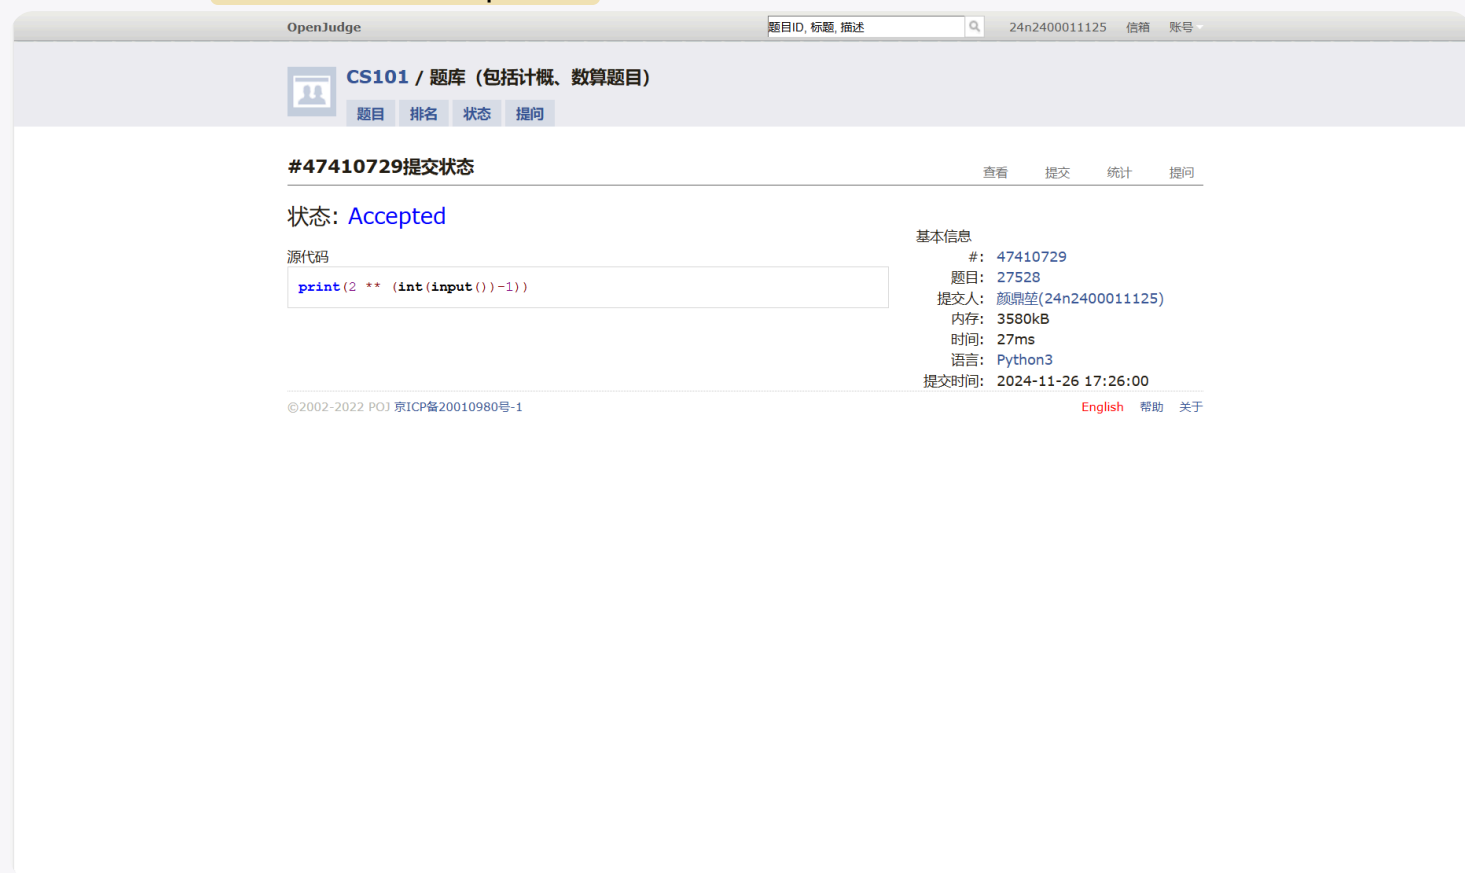 OpenJudge
题目ID, 标题, 描述
24n2400011125 信箱 账号
CS101 / 题库（包括计概、数算题目）
题目 排名 状态 提问
#47410729提交状态
查看 提交 统计 提问
状态: Accepted
源代码
print(2 ** (int(input())-1))
基本信息
#: 47410729
题目: 27528
提交人: 颜鼎堃(24n2400011125)
内存: 3580kB
时间: 27ms
语言: Python3
提交时间: 2024-11-26 17:26:00
©2002-2022 POJ 京ICP备20010980号-1
English 帮助 关于